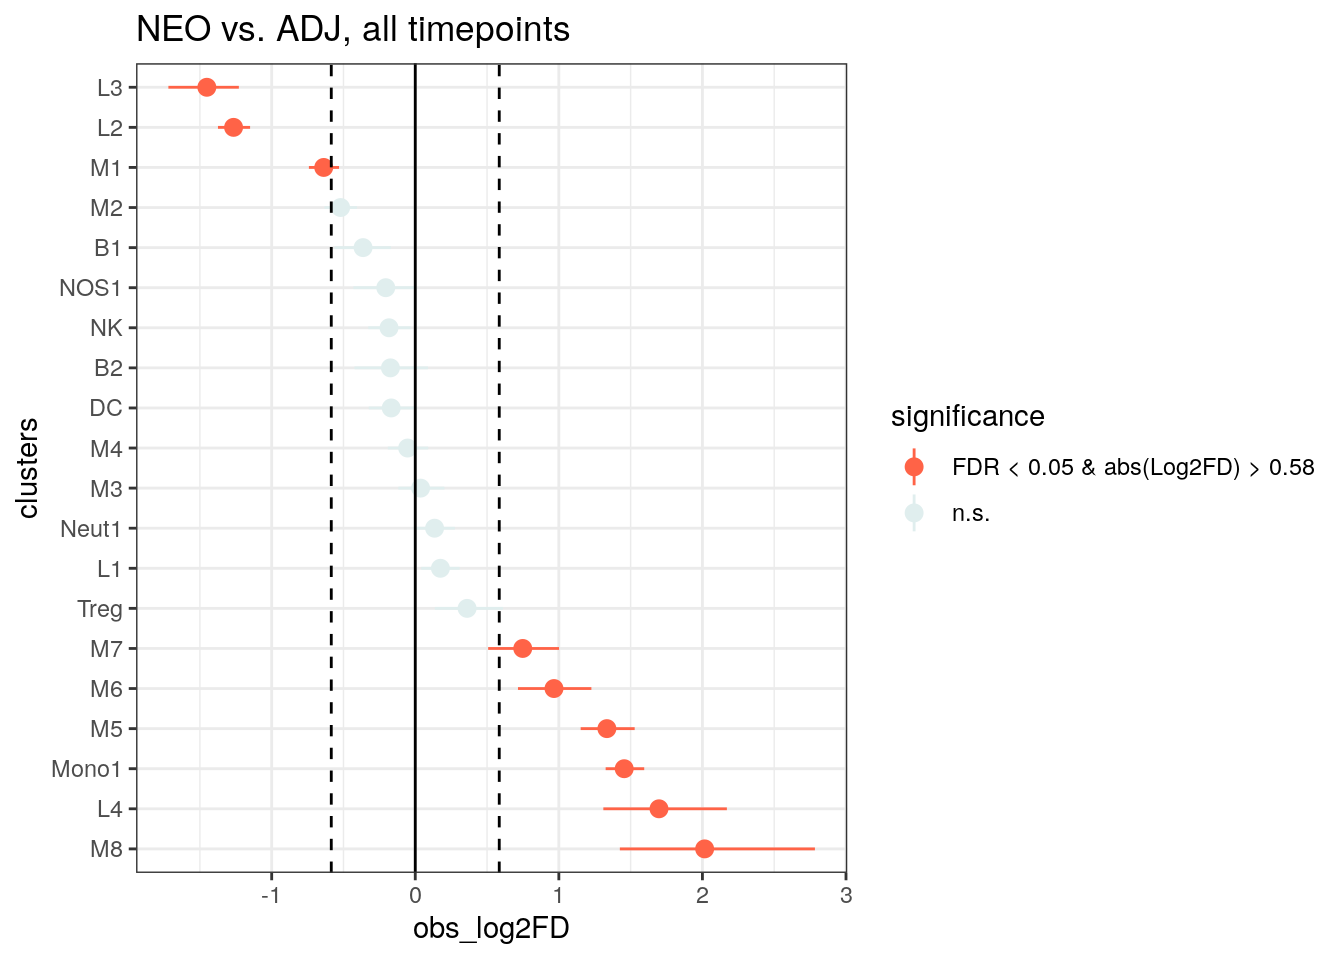 NEO vs. ADJ, all timepoints
L3
L2
M1
M2
B1
NOS1
NK
B2
DC
M4
M3
Neut1
L1
Treg
M7
M6
M5
Mono1
L4
M8
clusters
-1 0 1 2 3
obs_log2FD
significance
FDR < 0.05 & abs(Log2FD) > 0.58
n.s.